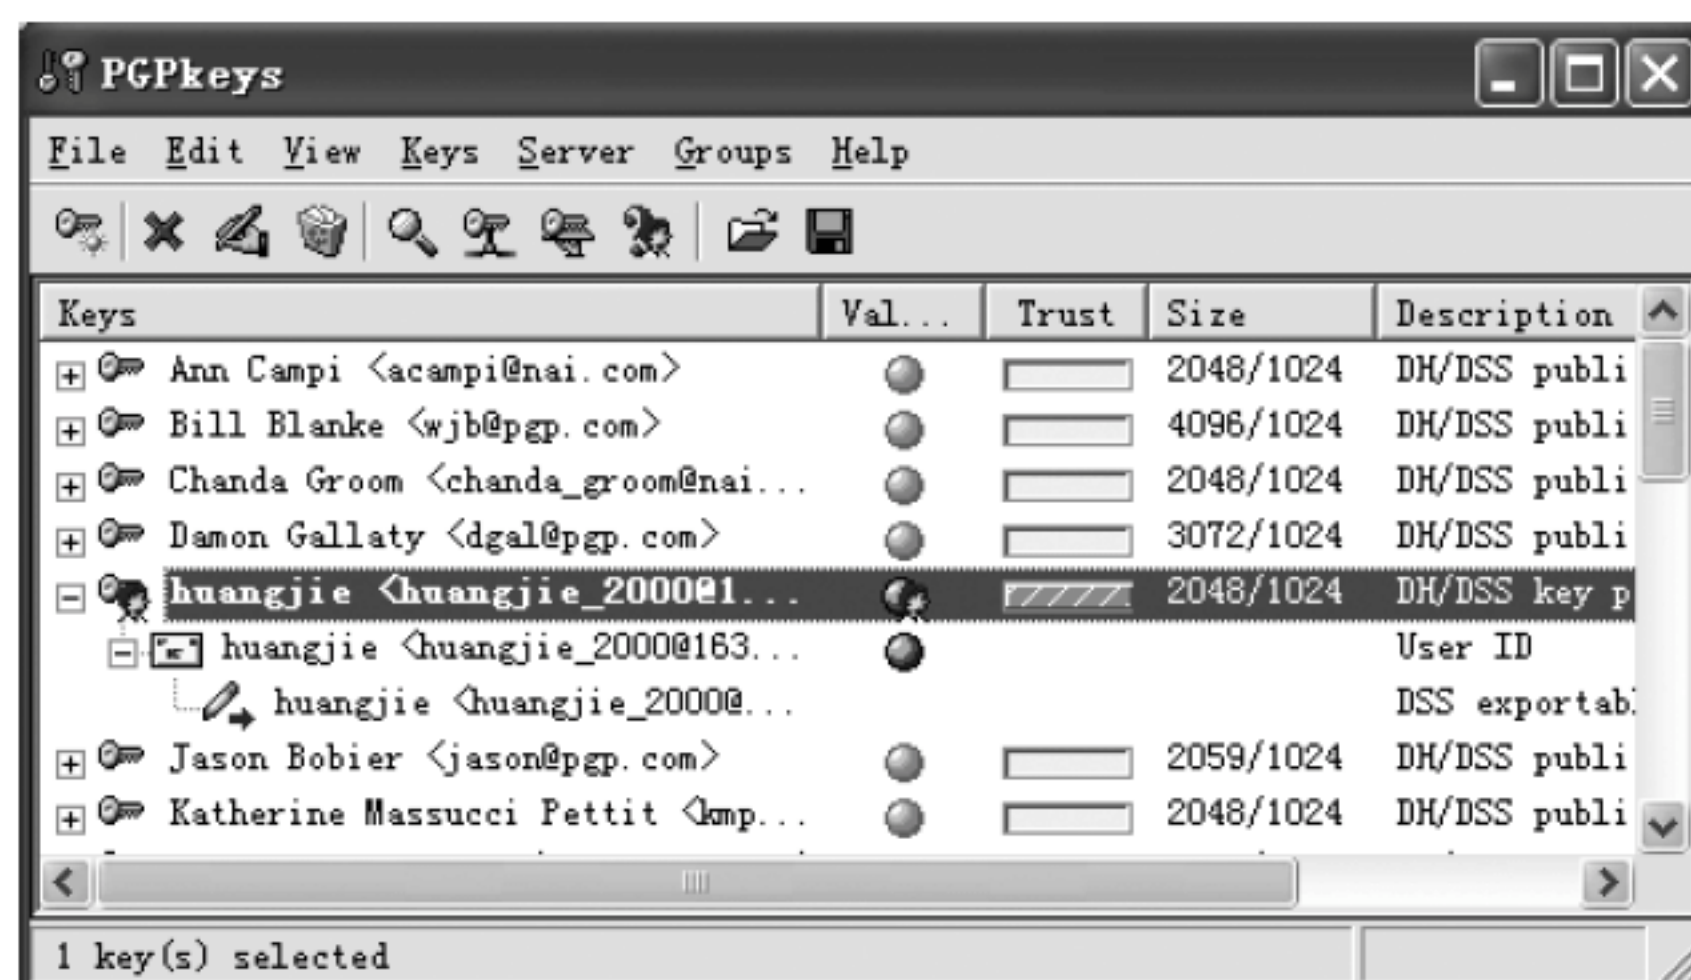 PGPkeys
File Edit View Keys Server Groups Help
Keys Val... Trust Size Description
Ann Campi <acampi@nai.com> 2048/1024 DH/DSS publi
Bill Blanke <wjb@pgp.com> 4096/1024 DH/DSS publi
Chanda Groom <chanda_groom@nai... 2048/1024 DH/DSS publi
Damon Gallaty <dgal@pgp.com> 3072/1024 DH/DSS publi
huangjie <huangjie_2000@1... 2048/1024 DH/DSS key p
huangjie <huangjie_2000@163... User ID
huangjie <huangjie_2000@... DSS exportab
Jason Bobier <jason@pgp.com> 2059/1024 DH/DSS publi
Katherine Massucci Pettit <kmp... 2048/1024 DH/DSS publi
1 key(s) selected